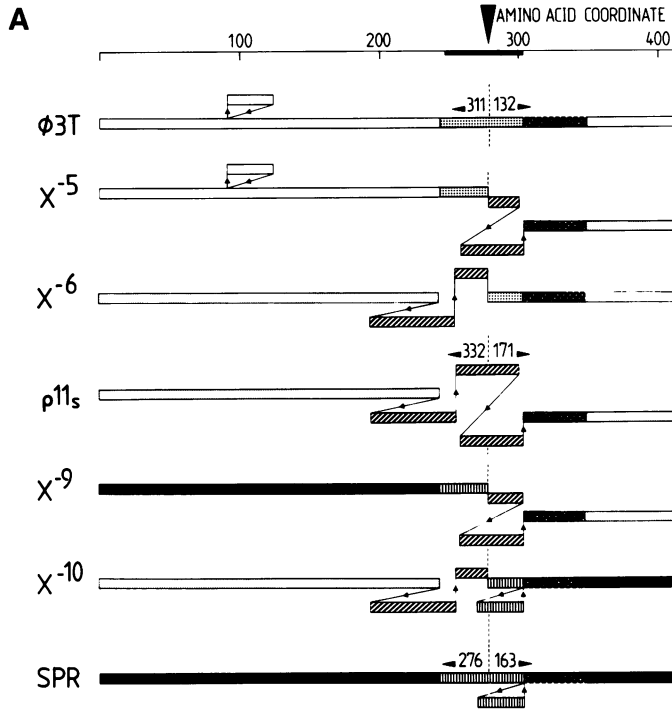 A
AMINO ACID COORDINATE
100 200 300 400
311 132
Φ3T
X-5
X-6
332 171
ρ11s
X-9
X-10
276 163
SPR